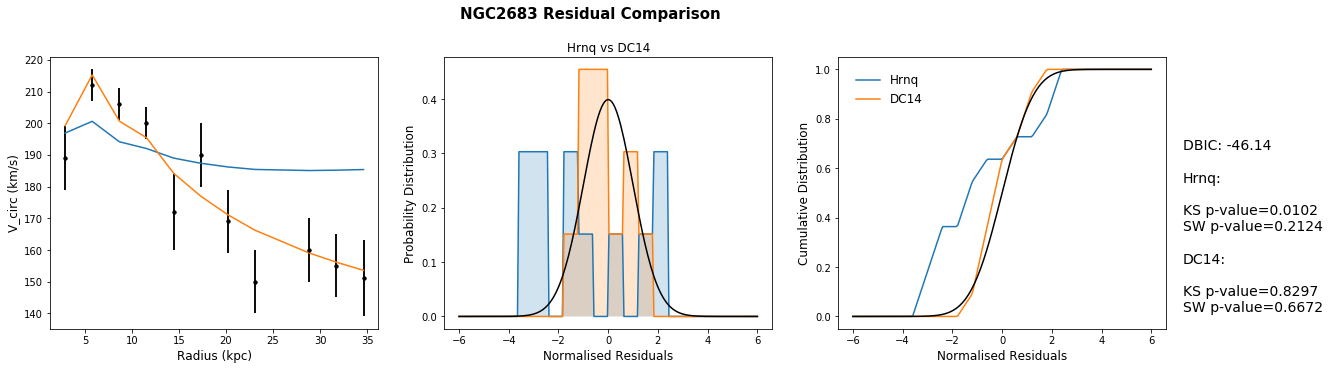 NGC2683 Residual Comparison
220
210
200
190
180
170
160
150
140
5
10
15
20
25
30
35
V_circ (km/s)
Radius (kpc)
Hrnq vs DC14
0.4
0.3
0.2
0.1
0.0
−6
−4
−2
0
2
4
6
Probability Distribution
Normalised Residuals
Hrnq
DC14
1.0
0.8
0.6
0.4
0.2
0.0
−6
−4
−2
0
2
4
6
Cumulative Distribution
Normalised Residuals
DBIC: -46.14
Hrnq:
KS p-value=0.0102
SW p-value=0.2124
DC14:
KS p-value=0.8297
SW p-value=0.6672